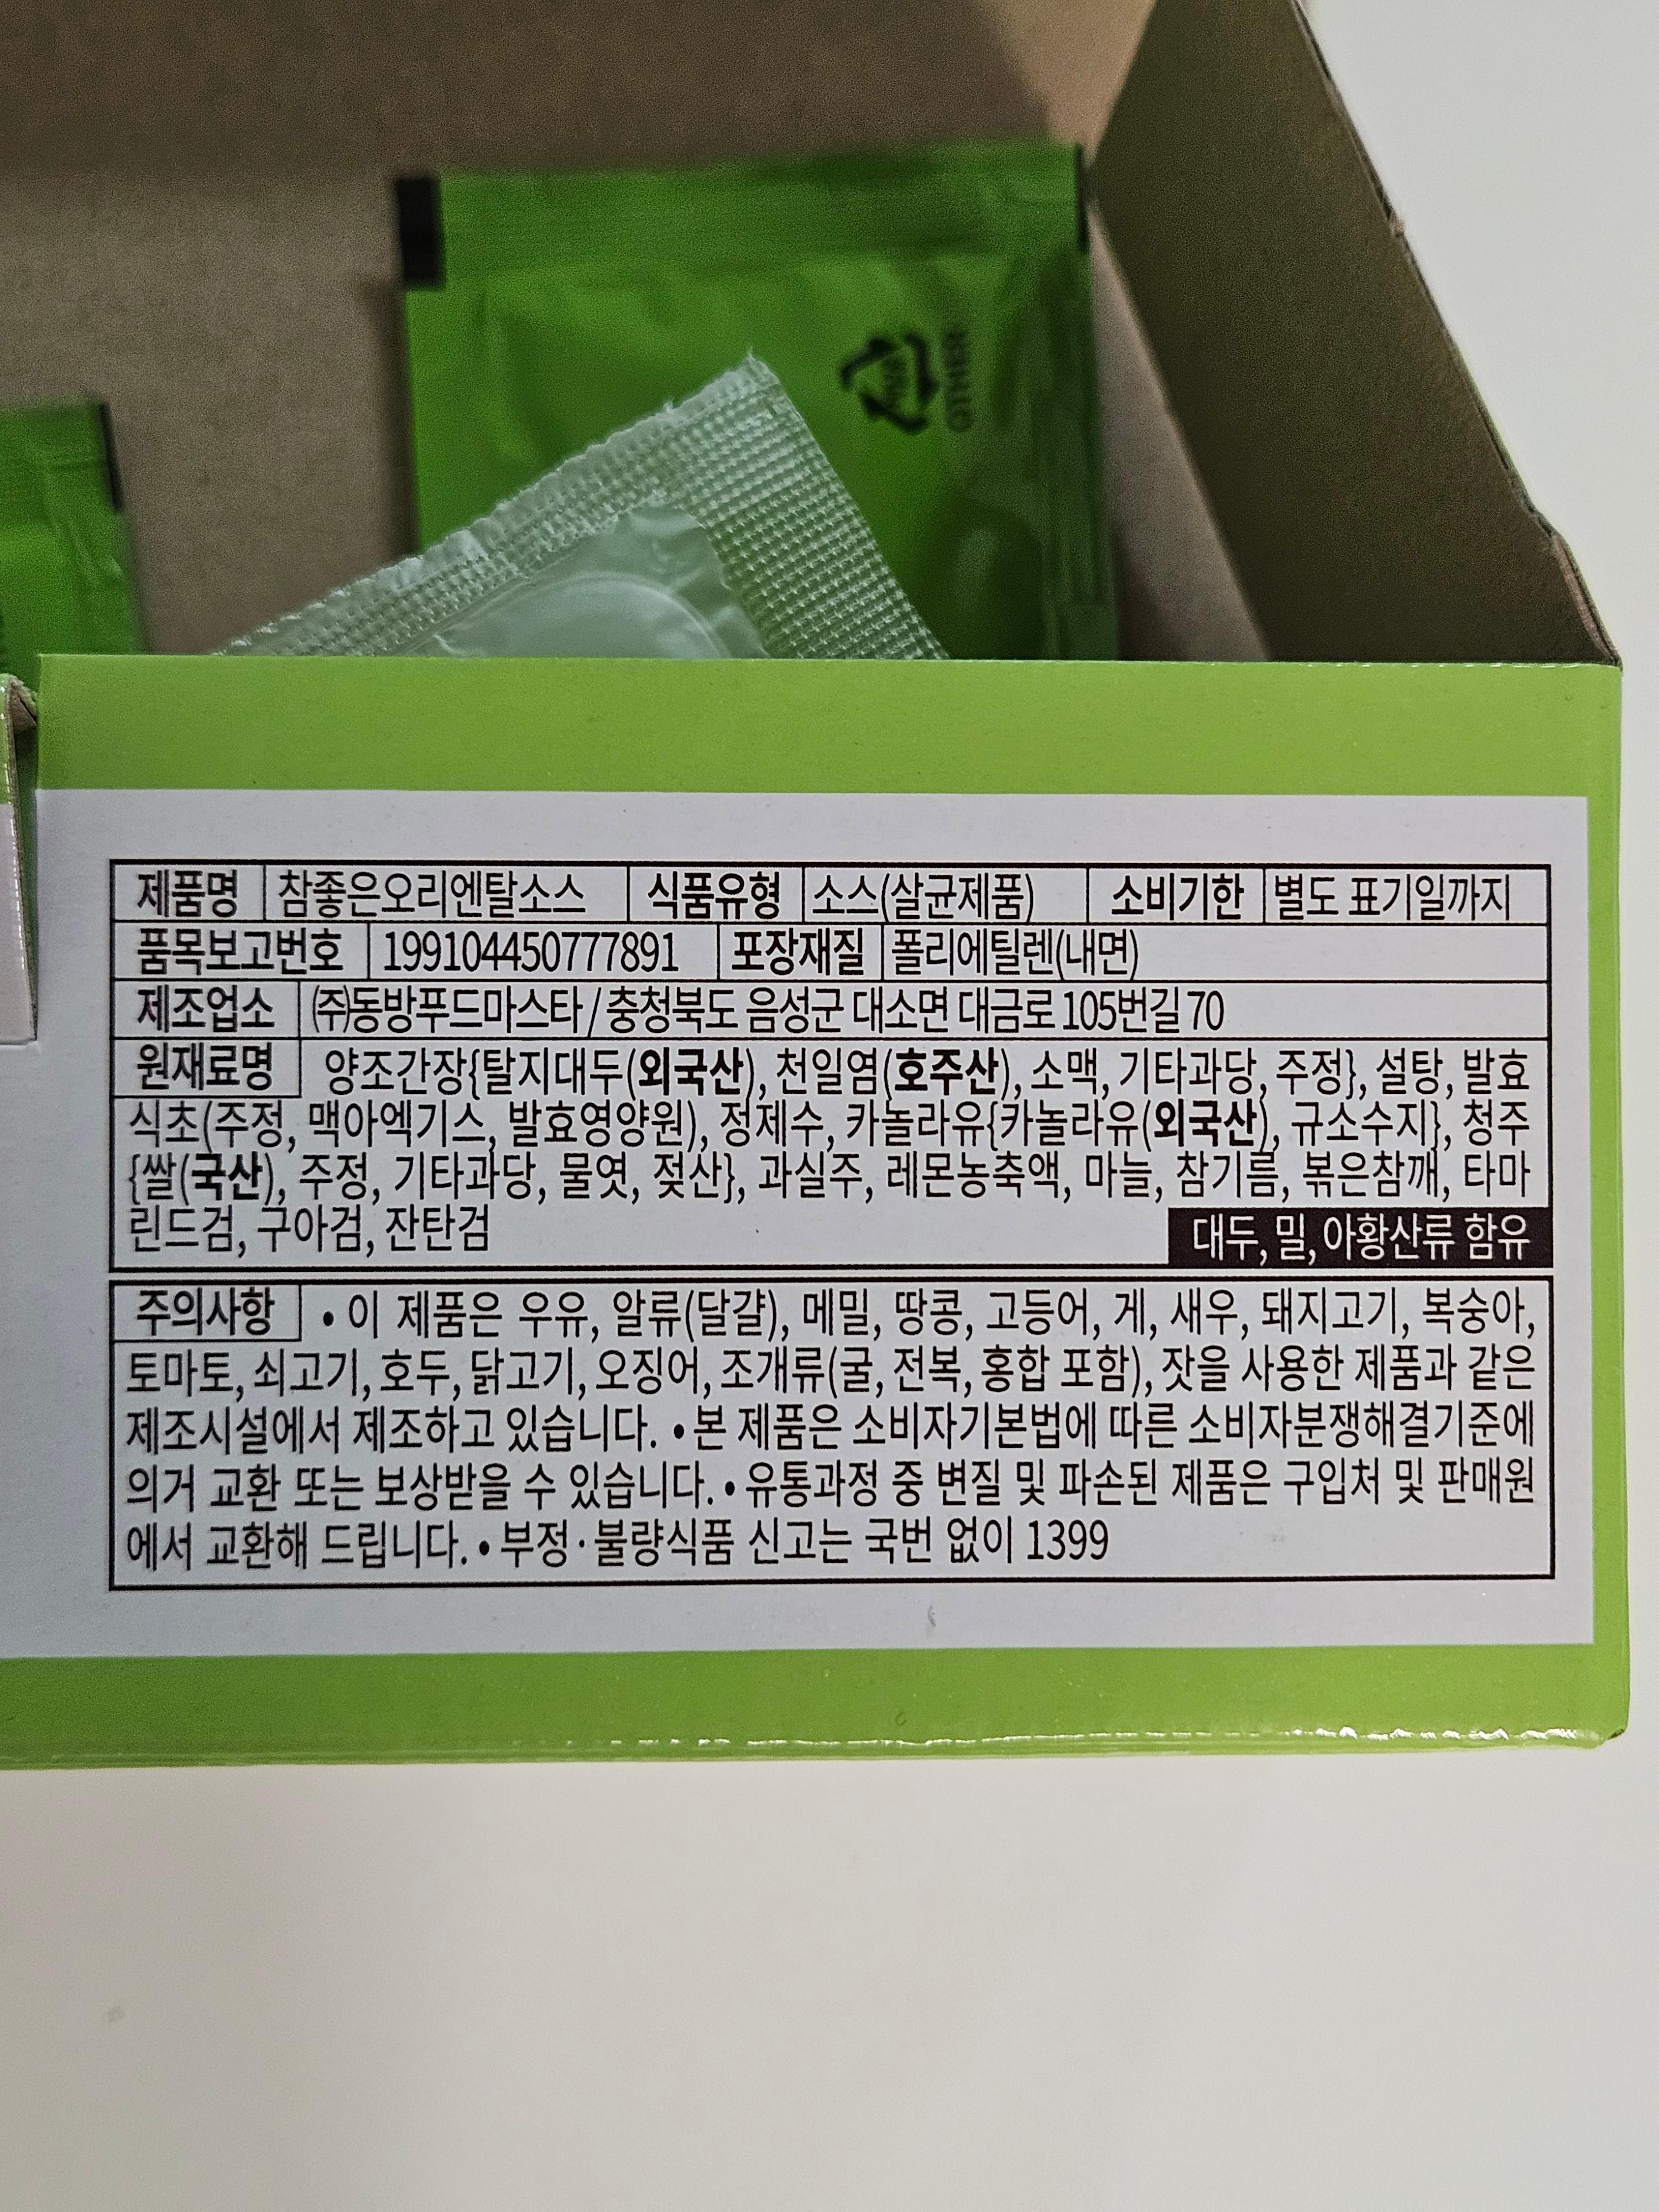 OTHER
제품명 참좋은오리엔탈소스 식품유형 소스(살균제품) 소비기한 별도 표기일까지
품목보고번호 199104450777891 포장재질 폴리에틸렌(내면)
제조업소 ㈜동방푸드마스타 / 충청북도 음성군 대소면 대금로 105번길 70
원재료명 양조간장{탈지대두(외국산), 천일염(호주산), 소맥, 기타과당, 주정}, 설탕, 발효
식초(주정, 맥아엑기스, 발효영양원), 정제수, 카놀라유{카놀라유(외국산), 규소수지}, 청주
{쌀(국산), 주정, 기타과당, 물엿, 젖산}, 과실주, 레몬농축액, 마늘, 참기름, 볶은참깨, 타마
린드검, 구아검, 잔탄검 대두, 밀, 아황산류 함유
주의사항 • 이 제품은 우유, 알류(달걀), 메밀, 땅콩, 고등어, 게, 새우, 돼지고기, 복숭아,
토마토, 쇠고기, 호두, 닭고기, 오징어, 조개류(굴, 전복, 홍합 포함), 잣을 사용한 제품과 같은
제조시설에서 제조하고 있습니다. • 본 제품은 소비자기본법에 따른 소비자분쟁해결기준에
의거 교환 또는 보상받을 수 있습니다. • 유통과정 중 변질 및 파손된 제품은 구입처 및 판매원
에서 교환해 드립니다. • 부정·불량식품 신고는 국번 없이 1399